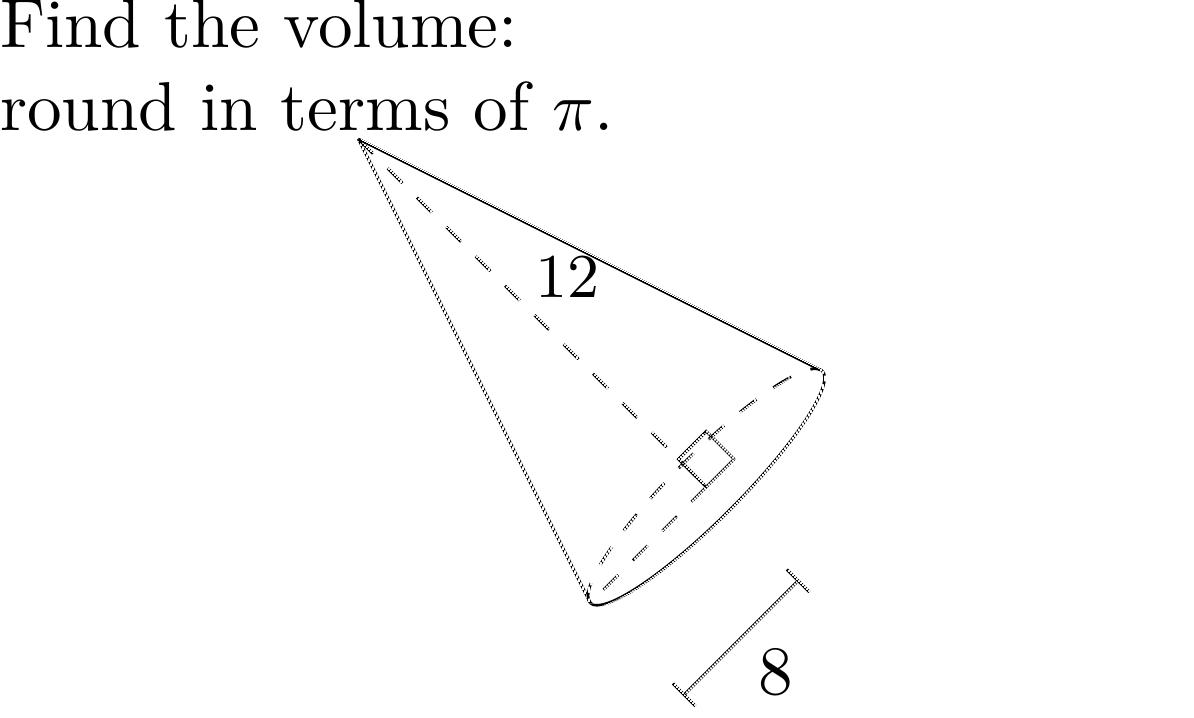 Find the volume:
round in terms of π.
12
8